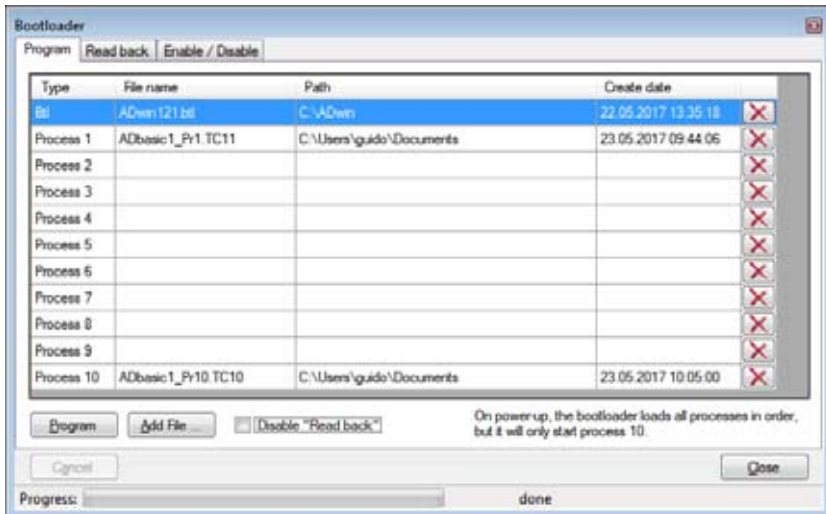 Bootloader
Program Read back Enable / Disable
Type File name Path Create date
Btl ADwin121.btl C:\ADwin 22.05.2017 13:35:18
Process 1 ADbasic1_Pr1.TC11 C:\Users\guido\Documents 23.05.2017 09:44:06
Process 2
Process 3
Process 4
Process 5
Process 6
Process 7
Process 8
Process 9
Process 10 ADbasic1_Pr10.TC10 C:\Users\guido\Documents 23.05.2017 10:05:00
Program Add File ... Disable "Read back" On power-up, the bootloader loads all processes in order,
but it will only start process 10.
Cancel Close
Progress: done